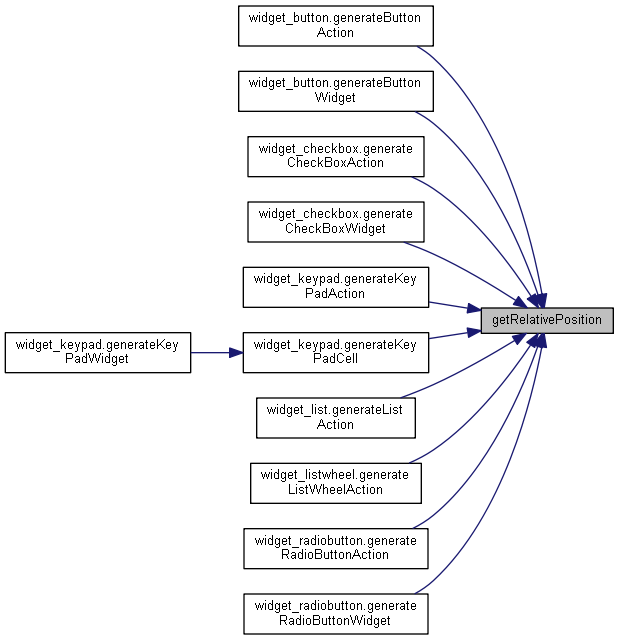 widget_button.generateButton
Action
widget_button.generateButton
Widget
widget_checkbox.generate
CheckBoxAction
widget_checkbox.generate
CheckBoxWidget
widget_keypad.generateKey
PadAction
getRelativePosition
widget_keypad.generateKey
PadWidget
widget_keypad.generateKey
PadCell
widget_list.generateList
Action
widget_listwheel.generate
ListWheelAction
widget_radiobutton.generate
RadioButtonAction
widget_radiobutton.generate
RadioButtonWidget